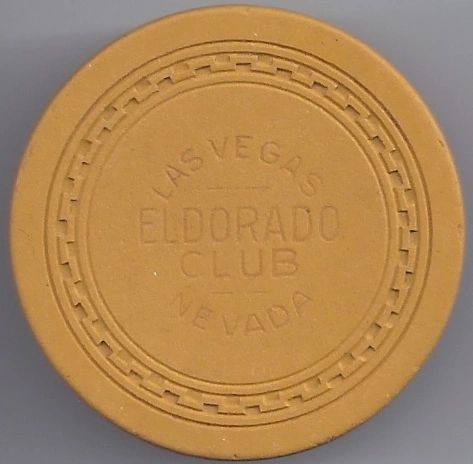 LAS VEGAS
ELDORADO
CLUB
NEVADA